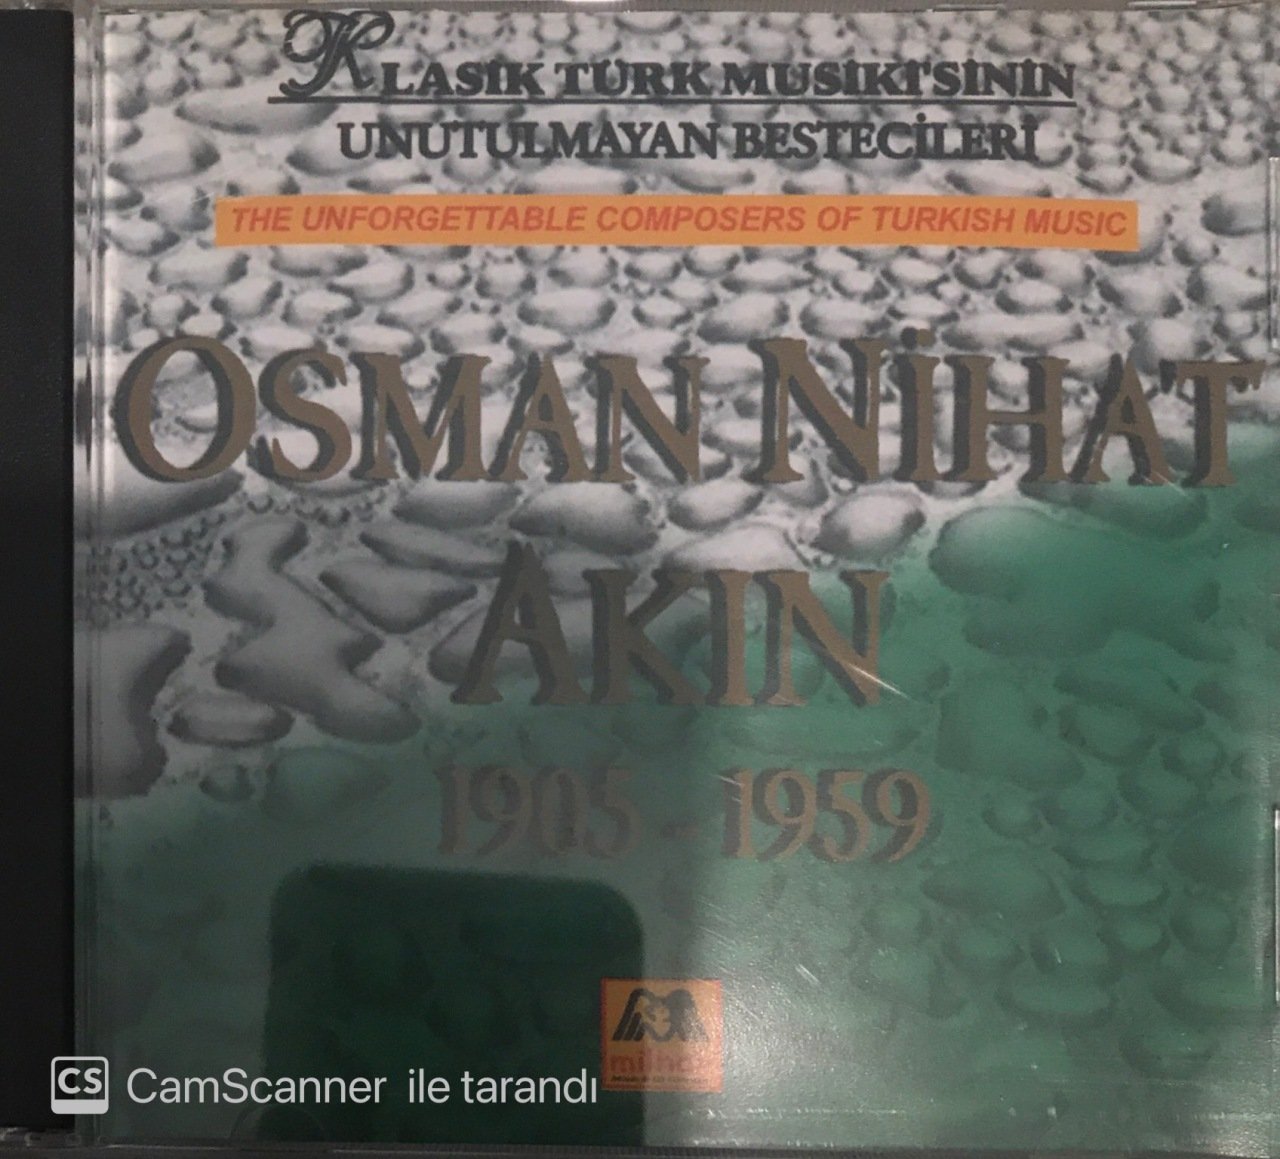 KLASİK TÜRK MUSİKİ'SİNİN
UNUTULMAYAN BESTECİLERİ
THE UNFORGETTABLE COMPOSERS OF TURKISH MUSIC
OSMAN NİHAT
AKIN
1905 - 1959
CS CamScanner ile tarandı